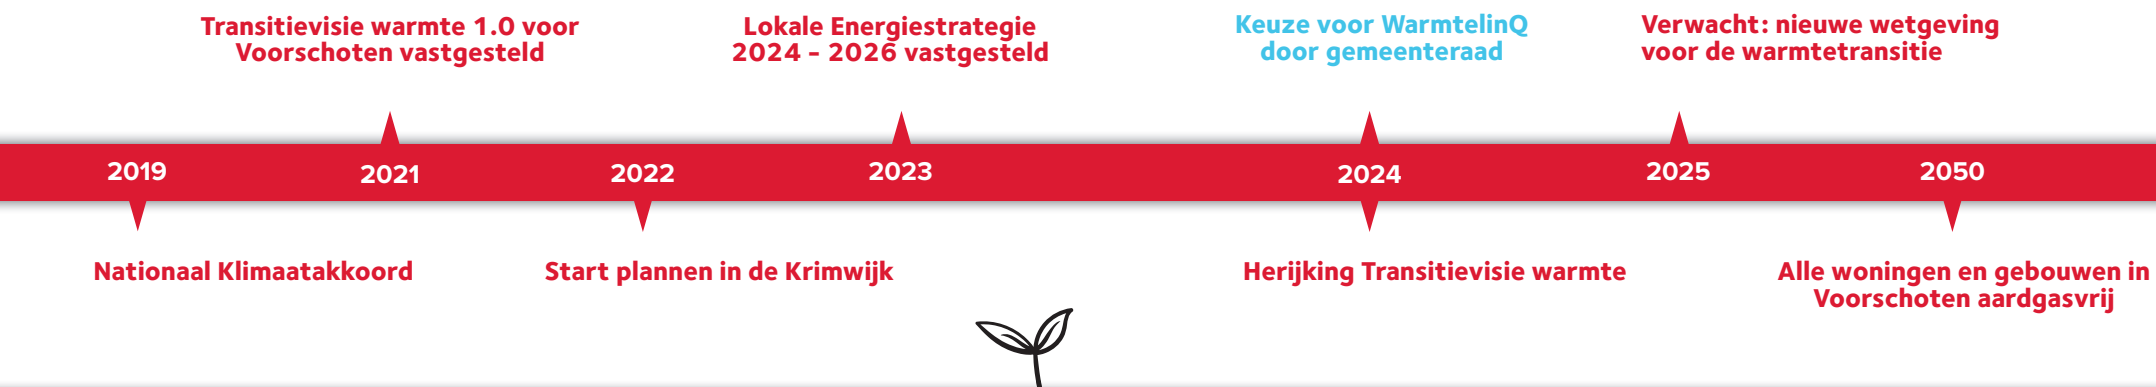 Transitievisie warmte 1.0 voor
Voorschoten vastgesteld
Lokale Energiestrategie
2024 - 2026 vastgesteld
Keuze voor WarmtelinQ
door gemeenteraad
Verwacht: nieuwe wetgeving
voor de warmtetransitie
2019
2021
2022
2023
2024
2025
2050
Nationaal Klimaatakkoord
Start plannen in de Krimwijk
Herijking Transitievisie warmte
Alle woningen en gebouwen in
Voorschoten aardgasvrij